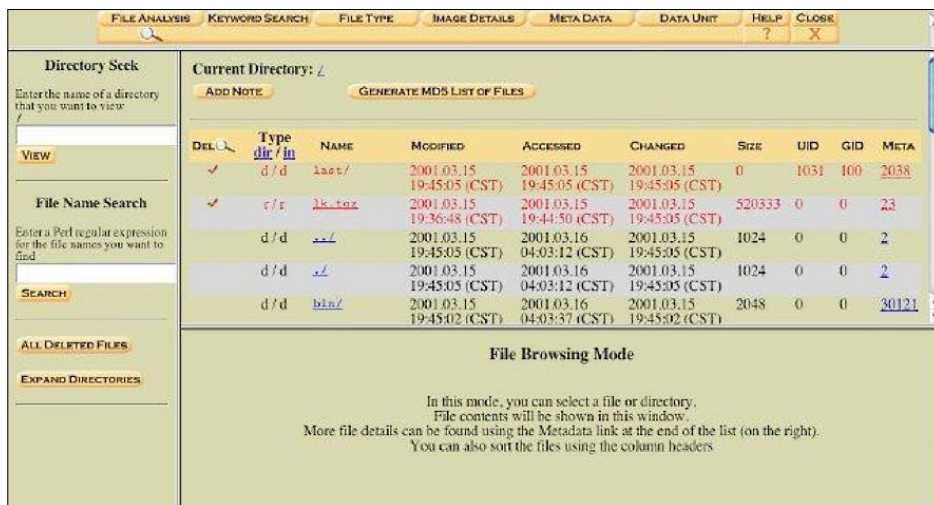 FILE ANALYSIS KEYWORD SEARCH FILE TYPE IMAGE DETAILS META DATA DATA UNIT HELP CLOSE
? X
Directory Seek
Enter the name of a directory
that you want to view
/
VIEW
File Name Search
Enter a Perl regular expression
for the file names you want to
find
SEARCH
ALL DELETED FILES
EXPAND DIRECTORIES
Current Directory: /
ADD NOTE GENERATE MD5 LIST OF FILES
DEL Type dir / in NAME MODIFIED ACCESSED CHANGED SIZE UID GID META
d / d last/ 2001.03.15 19:45:05 (CST) 2001.03.15 19:45:05 (CST) 2001.03.15 19:45:05 (CST) 0 1031 100 2038
r / r lk.tgz 2001.03.15 19:36:48 (CST) 2001.03.15 19:44:50 (CST) 2001.03.15 19:45:05 (CST) 520333 0 0 23
d / d ../ 2001.03.15 19:45:05 (CST) 2001.03.16 04:03:12 (CST) 2001.03.15 19:45:05 (CST) 1024 0 0 2
d / d ./ 2001.03.15 19:45:05 (CST) 2001.03.16 04:03:12 (CST) 2001.03.15 19:45:05 (CST) 1024 0 0 2
d / d bin/ 2001.03.15 19:45:02 (CST) 2001.03.16 04:03:37 (CST) 2001.03.15 19:45:02 (CST) 2048 0 0 30121
File Browsing Mode
In this mode, you can select a file or directory.
File contents will be shown in this window.
More file details can be found using the Metadata link at the end of the list (on the right).
You can also sort the files using the column headers